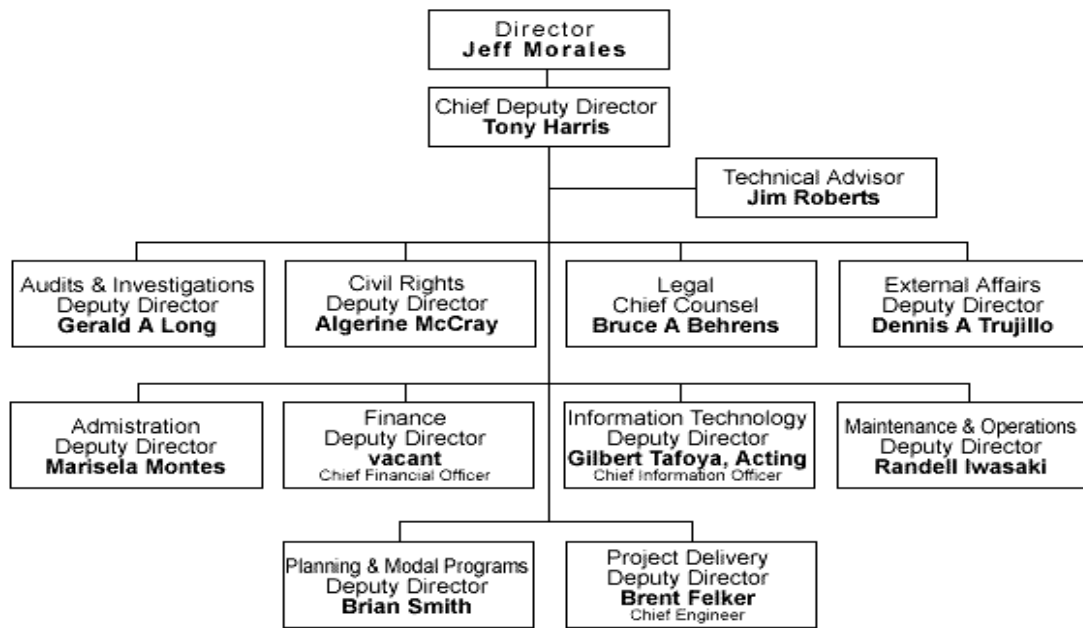 Director
Jeff Morales
Chief Deputy Director
Tony Harris
Technical Advisor
Jim Roberts
Audits & Investigations
Deputy Director
Gerald A Long
Civil Rights
Deputy Director
Algerine McCray
Legal
Chief Counsel
Bruce A Behrens
External Affairs
Deputy Director
Dennis A Trujillo
Admistration
Deputy Director
Marisela Montes
Finance
Deputy Director
vacant
Chief Financial Officer
Information Technology
Deputy Director
Gilbert Tafoya, Acting
Chief Information Officer
Maintenance & Operations
Deputy Director
Randell Iwasaki
Planning & Modal Programs
Deputy Director
Brian Smith
Project Delivery
Deputy Director
Brent Felker
Chief Engineer